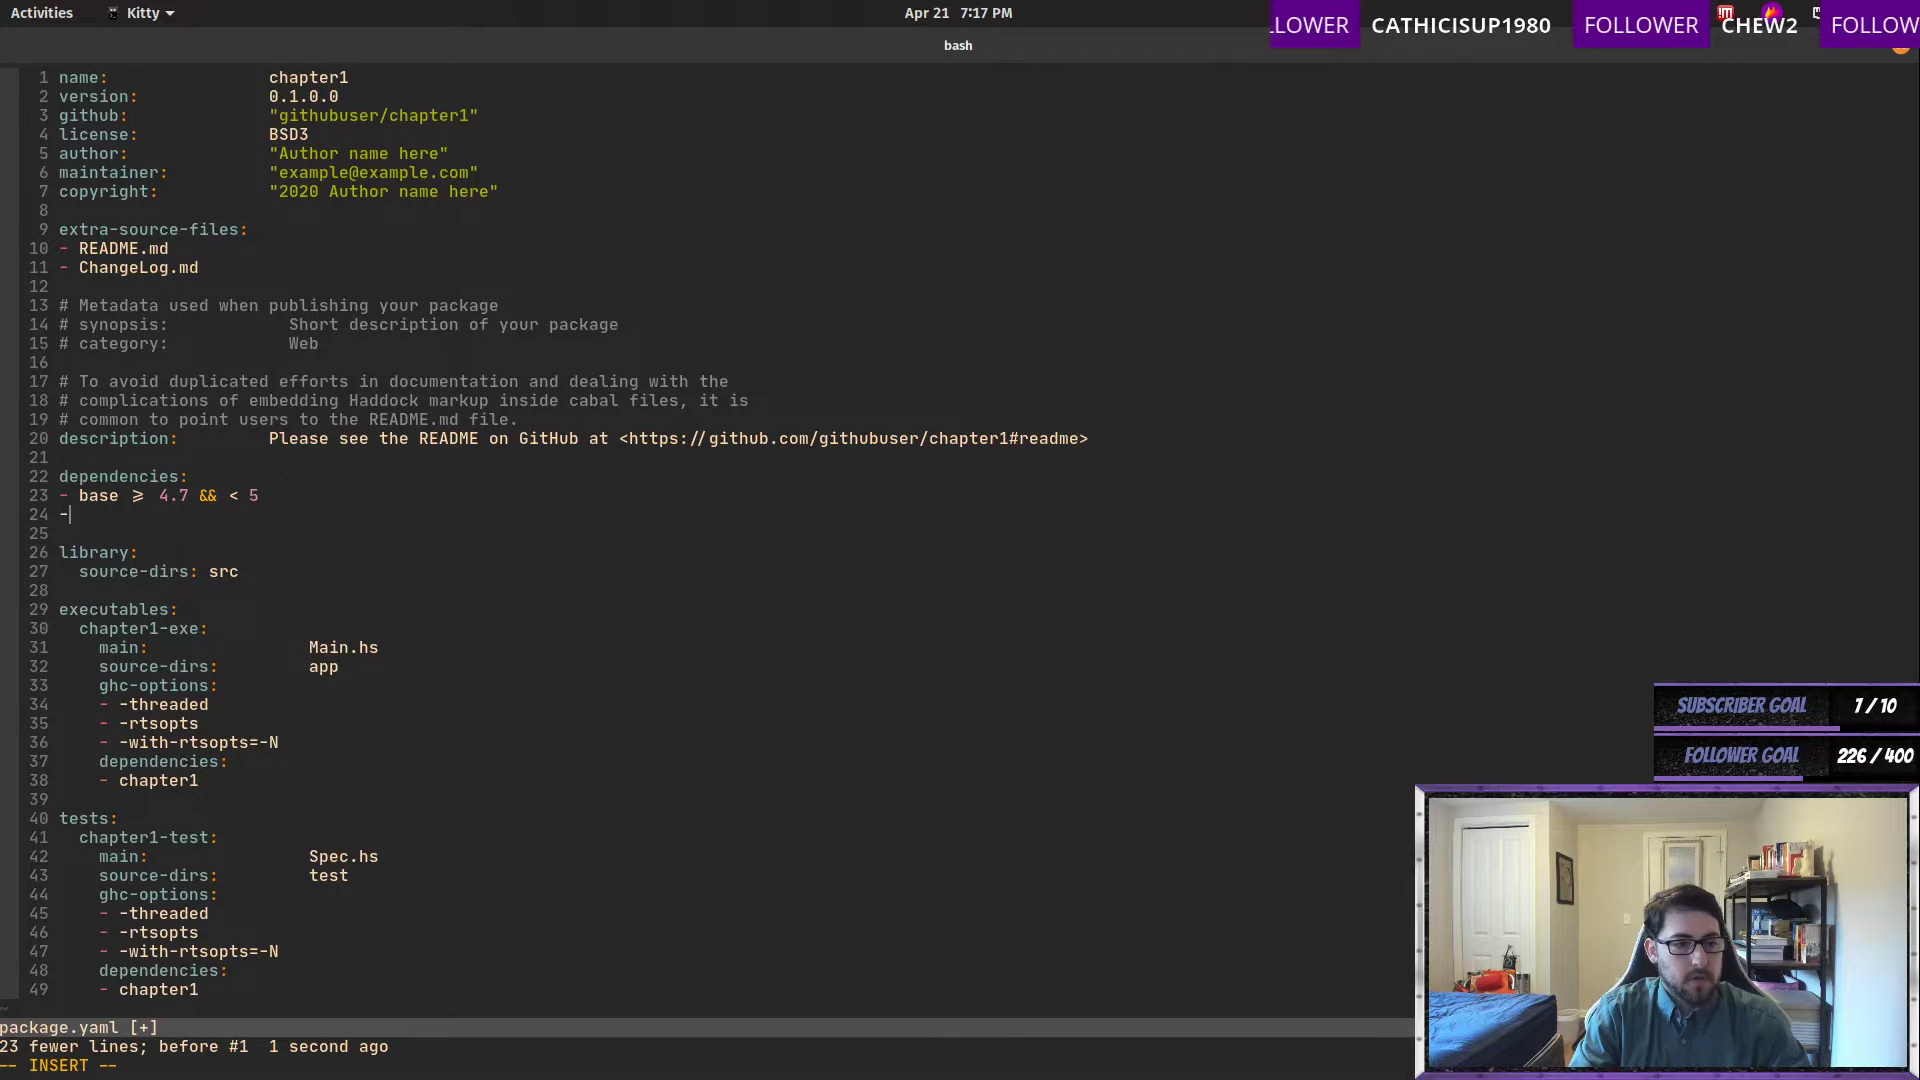 Activities Kitty Apr 21 7:17 PM
LLOWER CATHICISUP1980 FOLLOWER CHEW2 FOLLOW
bash
1 name: chapter1
2 version: 0.1.0.0
3 github: "githubuser/chapter1"
4 license: BSD3
5 author: "Author name here"
6 maintainer: "example@example.com"
7 copyright: "2020 Author name here"
8
9 extra-source-files:
10 - README.md
11 - ChangeLog.md
12
13 # Metadata used when publishing your package
14 # synopsis: Short description of your package
15 # category: Web
16
17 # To avoid duplicated efforts in documentation and dealing with the
18 # complications of embedding Haddock markup inside cabal files, it is
19 # common to point users to the README.md file.
20 description: Please see the README on GitHub at <https://github.com/githubuser/chapter1#readme>
21
22 dependencies:
23 - base ⩾ 4.7 && < 5
24 -
25
26 library:
27 source-dirs: src
28
29 executables:
30 chapter1-exe:
31 main: Main.hs
32 source-dirs: app
33 ghc-options:
34 - -threaded
35 - -rtsopts
36 - -with-rtsopts=-N
37 dependencies:
38 - chapter1
39
40 tests:
41 chapter1-test:
42 main: Spec.hs
43 source-dirs: test
44 ghc-options:
45 - -threaded
46 - -rtsopts
47 - -with-rtsopts=-N
48 dependencies:
49 - chapter1
~
package.yaml [+]
23 fewer lines; before #1 1 second ago
-- INSERT --
SUBSCRIBER GOAL 7 / 10
FOLLOWER GOAL 226 / 400